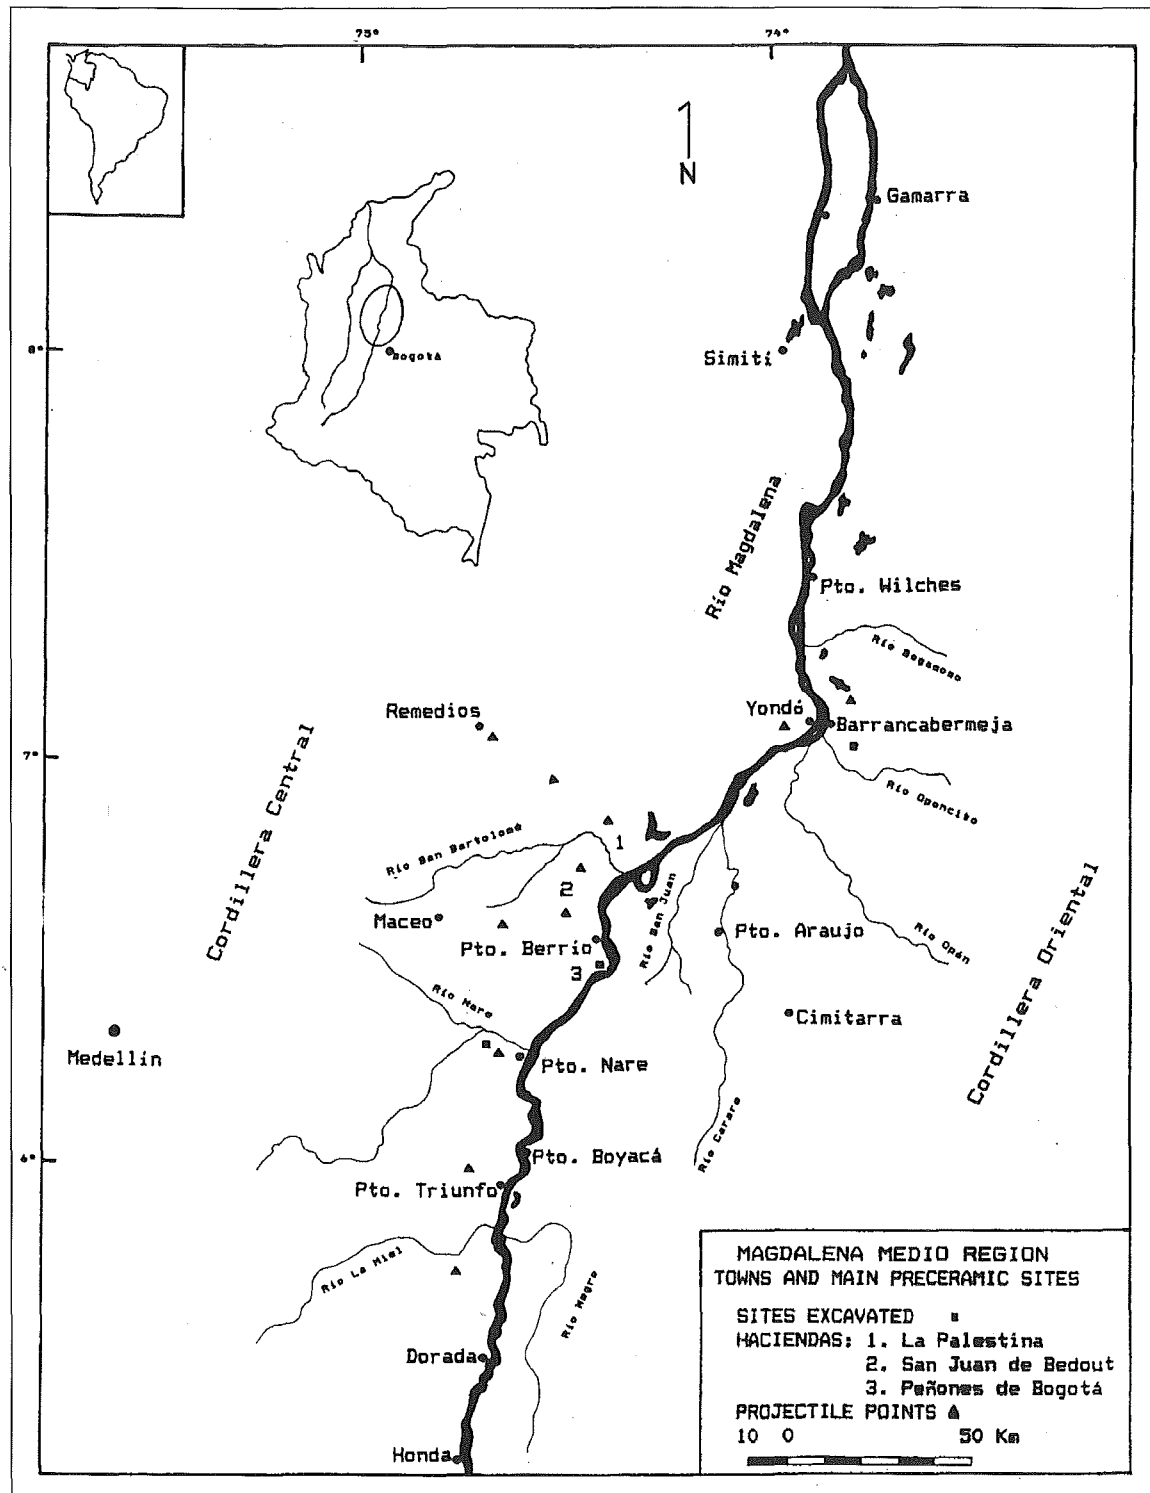 75°
74°
N
Gamarra
8°
Bogotá
Simití
Río Magdalena
Pto. Wilches
Río Sogamoso
Remedios
Yondó
Barrancabermeja
7°
Cordillera Central
Río Oponcito
Río San Bartolomé
1
2
Río San Juan
Maceo
Pto. Berrío
Pto. Araujo
Río Opón
Cordillera Oriental
3
Río Nare
Cimitarra
Medellín
Pto. Nare
Río Carare
6°
Pto. Boyacá
Pto. Triunfo
Río La Miel
Río Negro
Dorada
Honda
MAGDALENA MEDIO REGION
TOWNS AND MAIN PRECERAMIC SITES
SITES EXCAVATED
HACIENDAS: 1. La Palestina
2. San Juan de Bedout
3. Peñones de Bogotá
PROJECTILE POINTS
10 0 50 Km